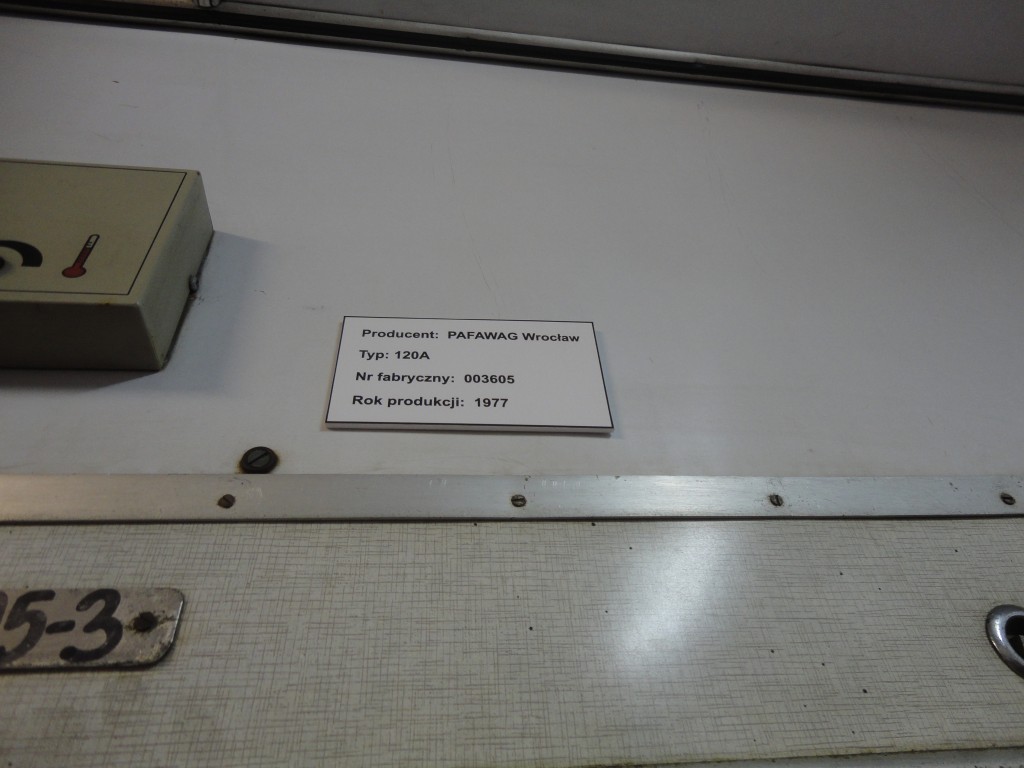 Producent: PAFAWAG Wrocław
Typ: 120A
Nr fabryczny: 003605
Rok produkcji: 1977
5-3